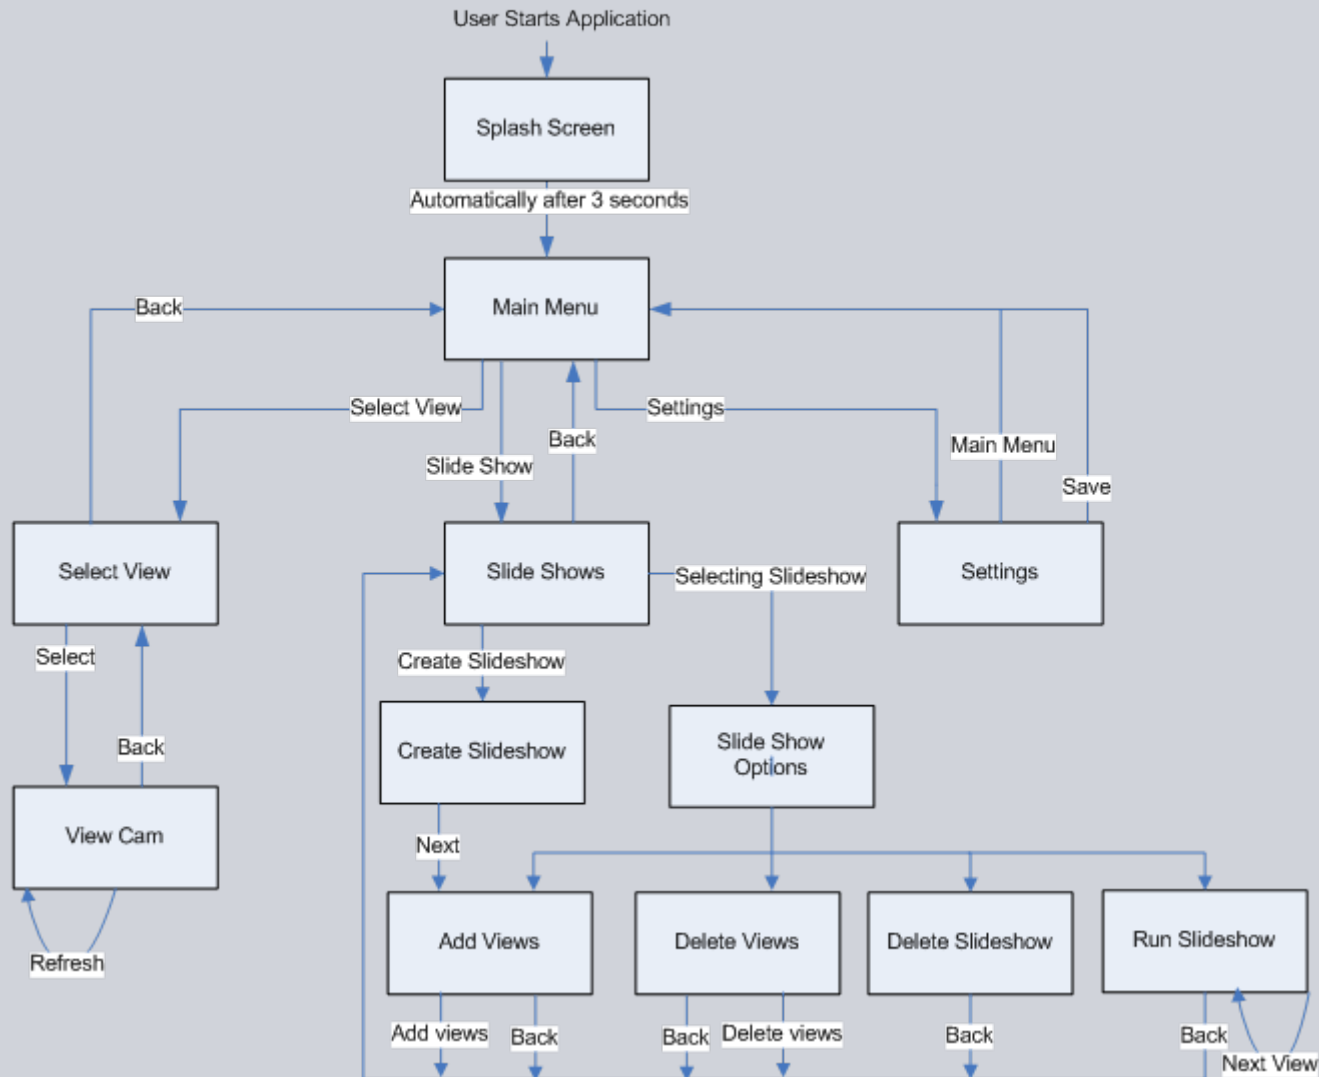 User Starts Application
Splash Screen
Automatically after 3 seconds
Main Menu
Back
Select View
Settings
Back
Main Menu
Slide Show
Save
Select View
Slide Shows
Selecting Slideshow
Settings
Select
Create Slideshow
Back
Create Slideshow
Slide Show
Options
View Cam
Next
Refresh
Add Views
Delete Views
Delete Slideshow
Run Slideshow
Add views
Back
Back
Delete views
Back
Back
Next View